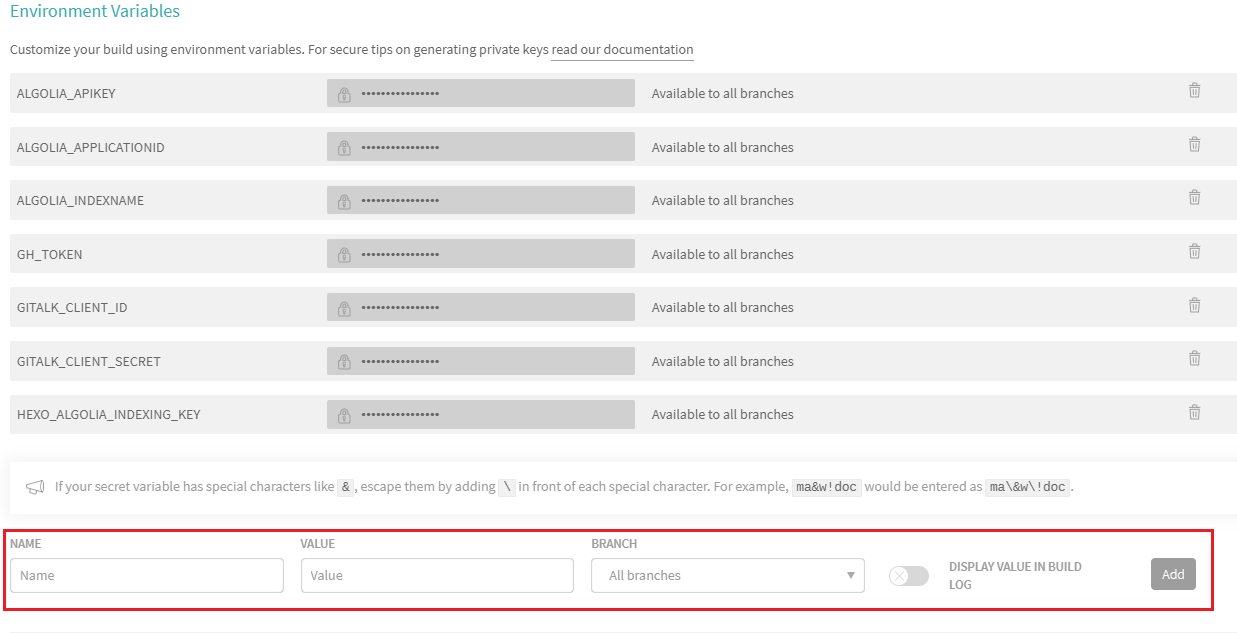 Environment Variables
Customize your build using environment variables. For secure tips on generating private keys read our documentation
ALGOLIA_APIKEY •••••••••••••••• Available to all branches
ALGOLIA_APPLICATIONID •••••••••••••••• Available to all branches
ALGOLIA_INDEXNAME •••••••••••••••• Available to all branches
GH_TOKEN •••••••••••••••• Available to all branches
GITALK_CLIENT_ID •••••••••••••••• Available to all branches
GITALK_CLIENT_SECRET •••••••••••••••• Available to all branches
HEXO_ALGOLIA_INDEXING_KEY •••••••••••••••• Available to all branches
If your secret variable has special characters like &, escape them by adding \ in front of each special character. For example, ma&w!doc would be entered as ma\&w\!doc.
NAME VALUE BRANCH
Name Value All branches DISPLAY VALUE IN BUILD
LOG Add